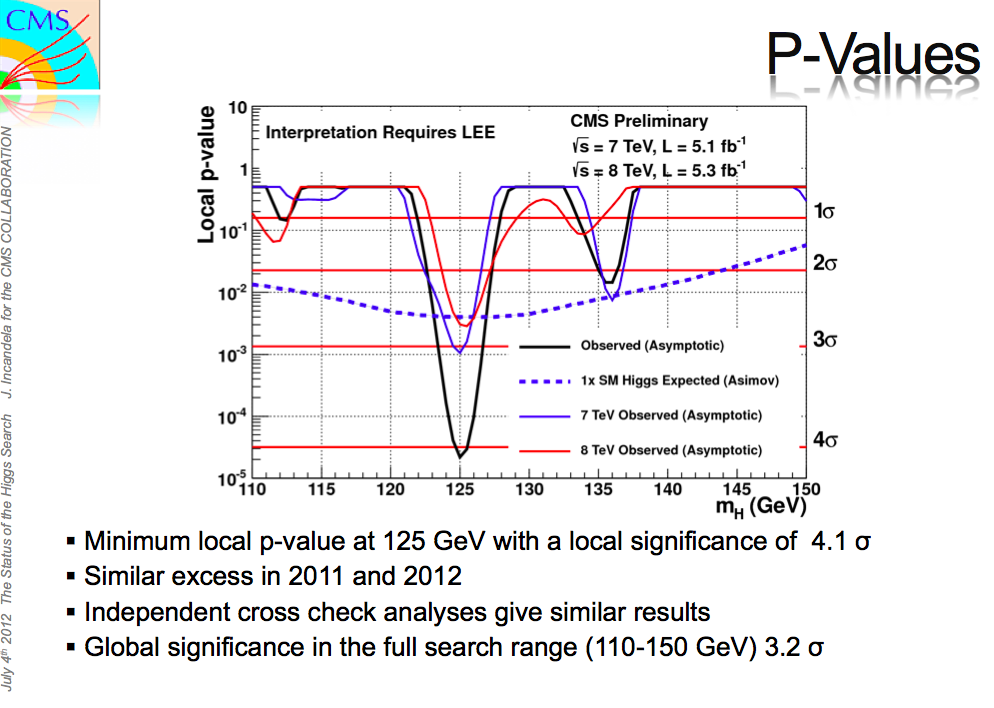 CMS
P-Values
July 4th 2012 The Status of the Higgs Search J. Incandela for the CMS COLLABORATION
Local p-value
10
1
10-1
10-2
10-3
10-4
10-5
Interpretation Requires LEE
CMS Preliminary
√s = 7 TeV, L = 5.1 fb-1
√s = 8 TeV, L = 5.3 fb-1
1σ
2σ
3σ
4σ
Observed (Asymptotic)
1x SM Higgs Expected (Asimov)
7 TeV Observed (Asymptotic)
8 TeV Observed (Asymptotic)
110 115 120 125 130 135 140 145 150
mH (GeV)
▪ Minimum local p-value at 125 GeV with a local significance of 4.1 σ
▪ Similar excess in 2011 and 2012
▪ Independent cross check analyses give similar results
▪ Global significance in the full search range (110-150 GeV) 3.2 σ